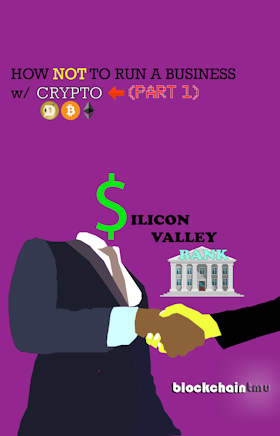 HOW NOT TO RUN A BUSINESS
w/ CRYPTO (PART 1)
$ILICON
VALLEY
BANK
blockchaintmu